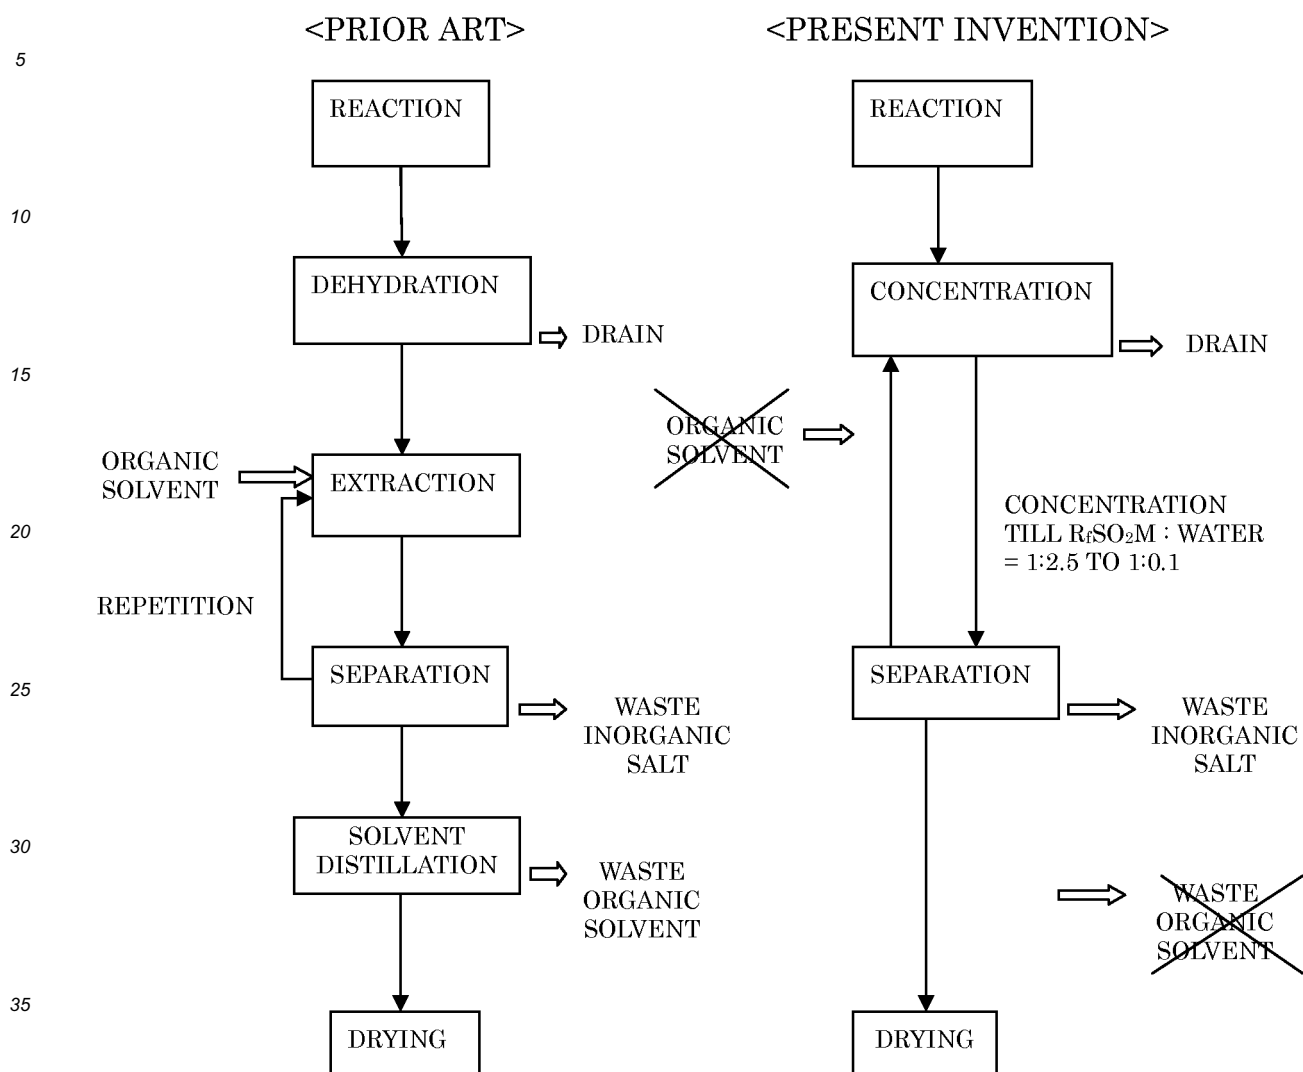 <PRIOR ART>
<PRESENT INVENTION>
5
REACTION
REACTION
10
DEHYDRATION
CONCENTRATION
DRAIN
DRAIN
15
ORGANIC
SOLVENT
ORGANIC
SOLVENT
EXTRACTION
CONCENTRATION
TILL RfSO₂M : WATER
= 1:2.5 TO 1:0.1
20
REPETITION
SEPARATION
SEPARATION
25
WASTE
INORGANIC
SALT
WASTE
INORGANIC
SALT
30
SOLVENT
DISTILLATION
WASTE
ORGANIC
SOLVENT
WASTE
ORGANIC
SOLVENT
35
DRYING
DRYING